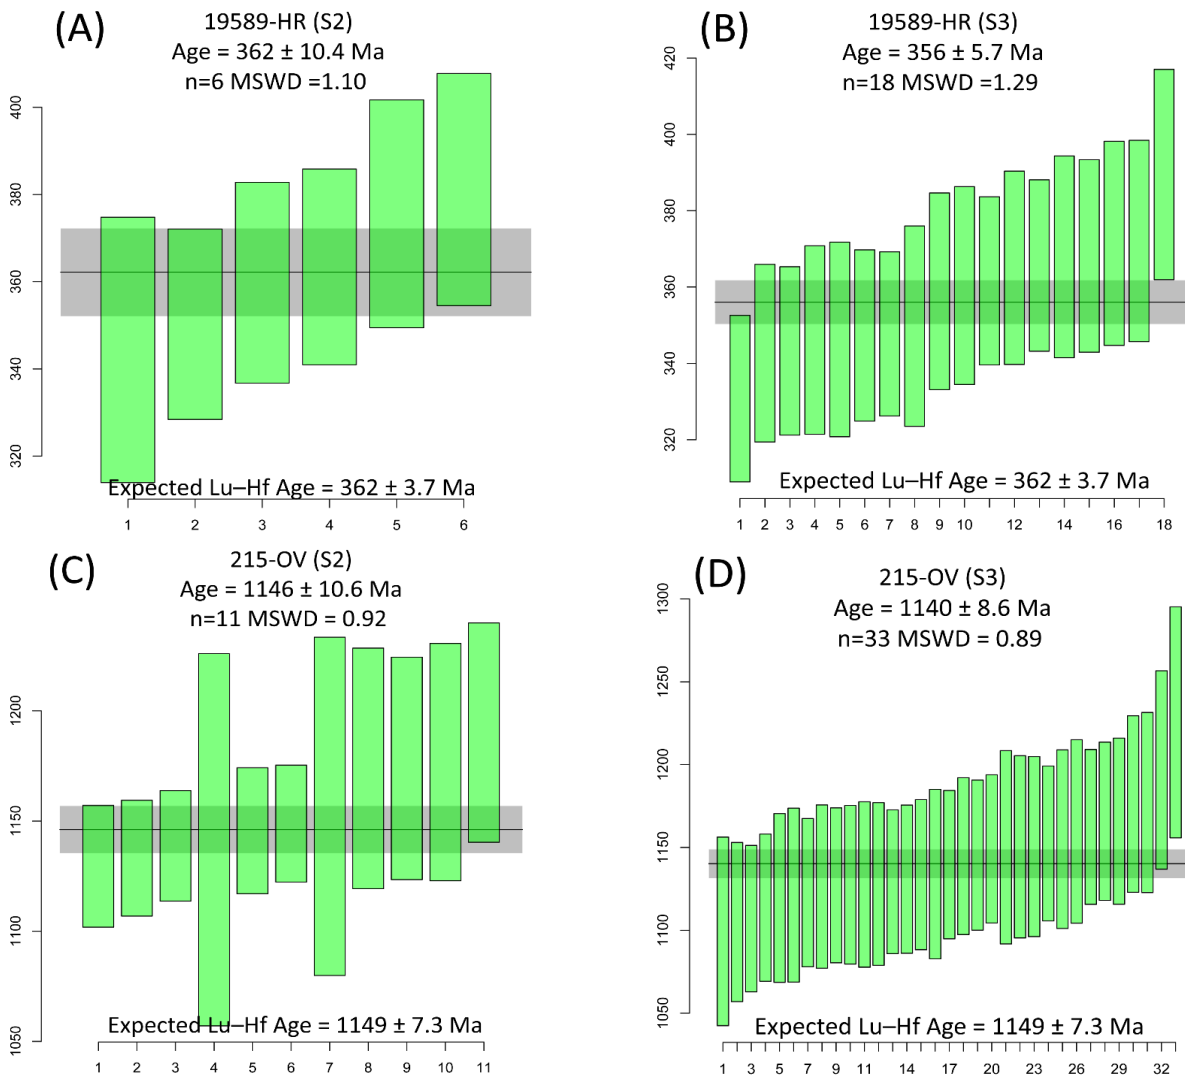 (A)
19589-HR (S2)
Age = 362 ± 10.4 Ma
n=6 MSWD =1.10
400
380
360
340
320
Expected Lu–Hf Age = 362 ± 3.7 Ma
1 2 3 4 5 6
(B)
19589-HR (S3)
Age = 356 ± 5.7 Ma
n=18 MSWD =1.29
420
400
380
360
340
320
Expected Lu–Hf Age = 362 ± 3.7 Ma
1 2 3 4 5 6 7 8 9 10 12 14 16 18
(C)
215-OV (S2)
Age = 1146 ± 10.6 Ma
n=11 MSWD = 0.92
1200
1150
1100
1050
Expected Lu–Hf Age = 1149 ± 7.3 Ma
1 2 3 4 5 6 7 8 9 10 11
(D)
215-OV (S3)
Age = 1140 ± 8.6 Ma
n=33 MSWD = 0.89
1300
1250
1200
1150
1100
1050
Expected Lu–Hf Age = 1149 ± 7.3 Ma
1 3 5 7 9 11 14 17 20 23 26 29 32